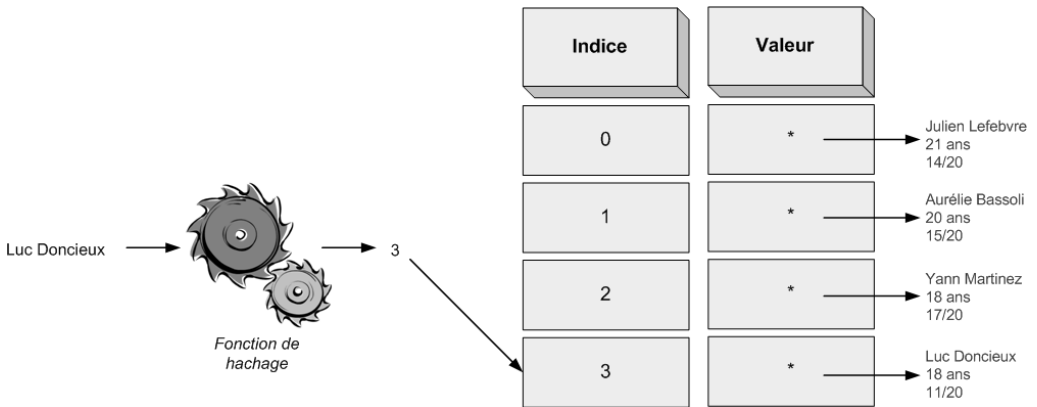 Indice
Valeur
0
*
Julien Lefebvre
21 ans
14/20
1
*
Aurélie Bassoli
20 ans
15/20
Luc Doncieux
3
2
*
Yann Martinez
18 ans
17/20
Fonction de
hachage
3
*
Luc Doncieux
18 ans
11/20